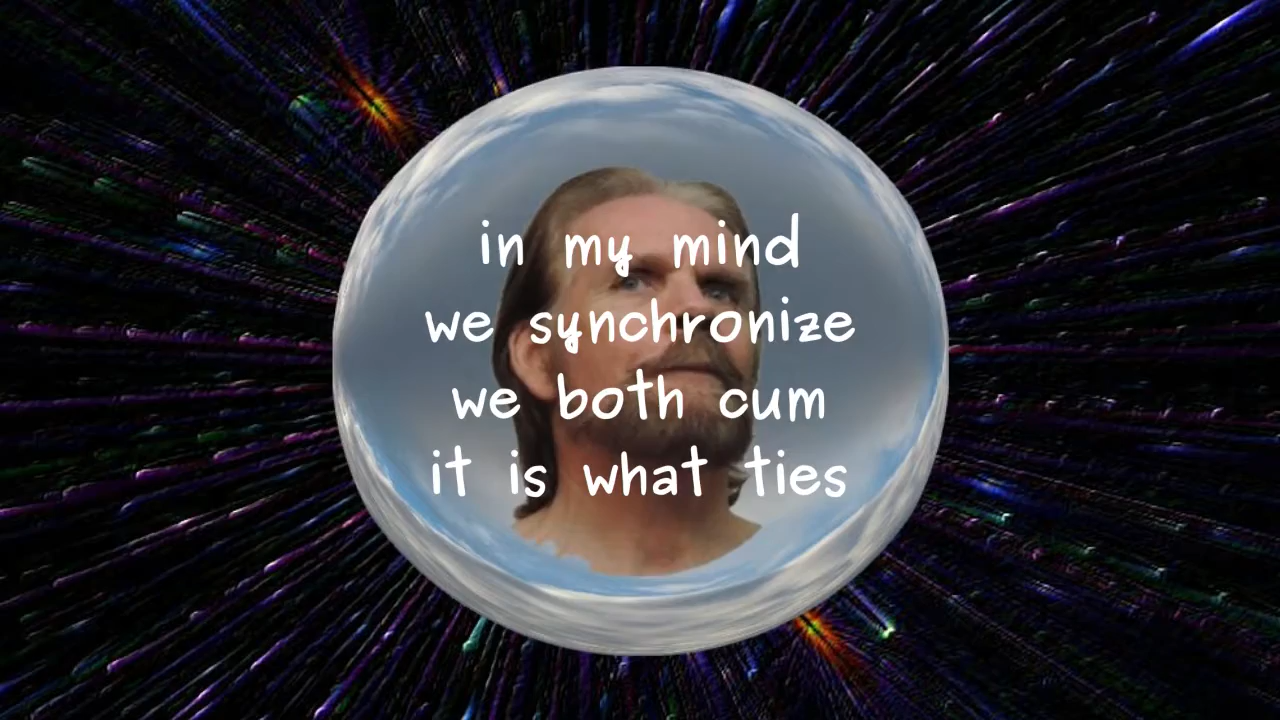 in my mind
we synchronize
we both cum
it is what ties